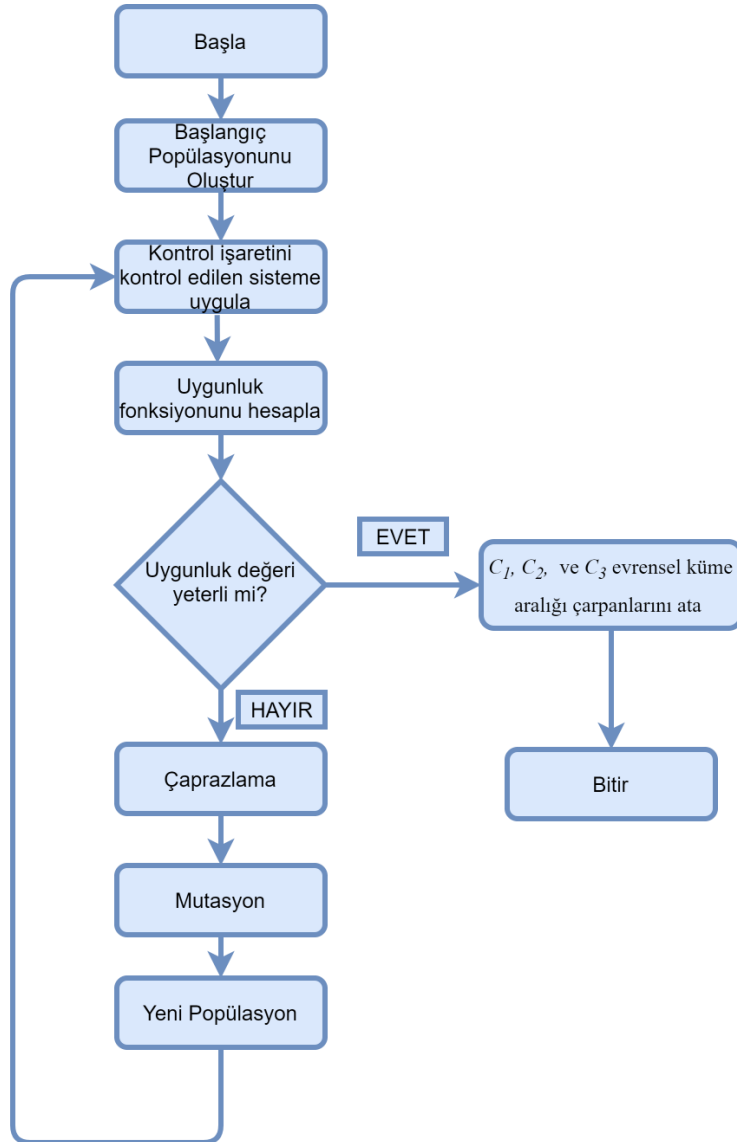 Başla
Başlangıç
Popülasyonunu
Oluştur
Kontrol işaretini
kontrol edilen sisteme
uygula
Uygunluk
fonksiyonunu hesapla
Uygunluk değeri
yeterli mi?
EVET
C1, C2, ve C3 evrensel küme
aralığı çarpanlarını ata
HAYIR
Çaprazlama
Bitir
Mutasyon
Yeni Popülasyon